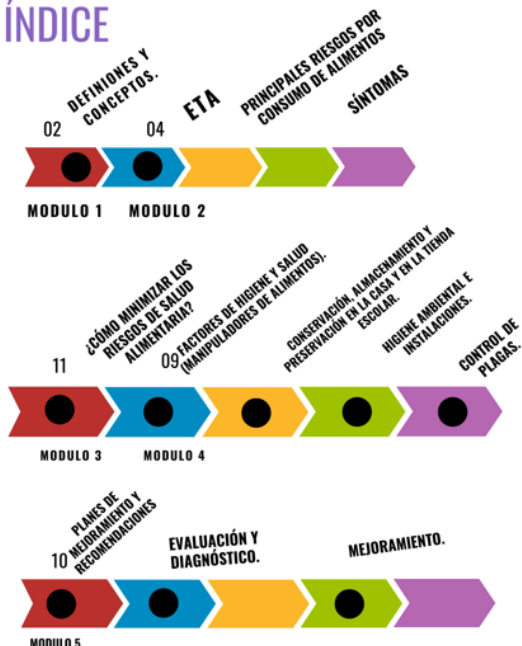 ÍNDICE
02
DEFINIONES Y
CONCEPTOS.
04
ETA
PRINCIPALES RIESGOS POR
CONSUMO DE ALIMENTOS
SÍNTOMAS
MODULO 1
MODULO 2
11
¿CÓMO MINIMIZAR LOS
RIESGOS DE SALUD
ALIMENTARIA?
09
FACTORES DE HIGIENE Y SALUD
(MANIPULADORES DE ALIMENTOS).
CONSERVACIÓN, ALMACENAMIENTO Y
PRESERVACIÓN EN LA CASA Y EN LA TIENDA
ESCOLAR.
HIGIENE AMBIENTAL E
INSTALACIONES.
CONTROL DE
PLAGAS.
MODULO 3
MODULO 4
10
PLANES DE
MEJORAMIENTO Y
RECOMENDACIONES
EVALUACIÓN Y
DIAGNÓSTICO.
MEJORAMIENTO.
MODULO 5